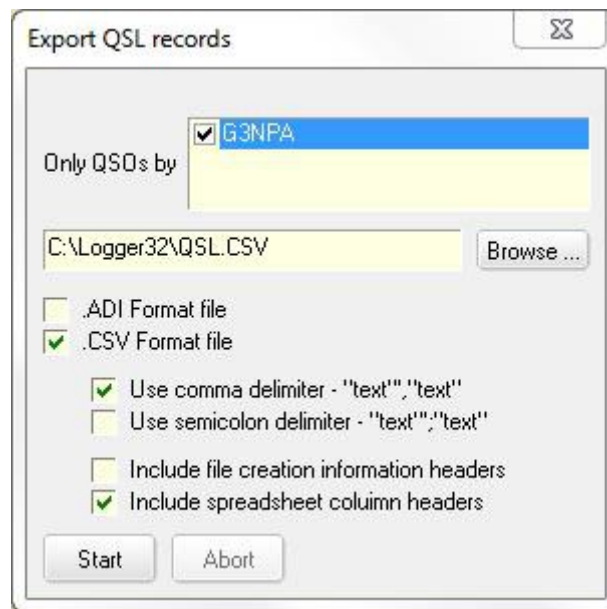 Export QSL records
G3NPA
Only QSOs by
C:\Logger32\QSL.CSV
Browse ...
.ADI Format file
.CSV Format file
Use comma delimiter - "text'","text"
Use semicolon delimiter - "text'";"text"
Include file creation information headers
Include spreadsheet coluimn headers
Start
Abort